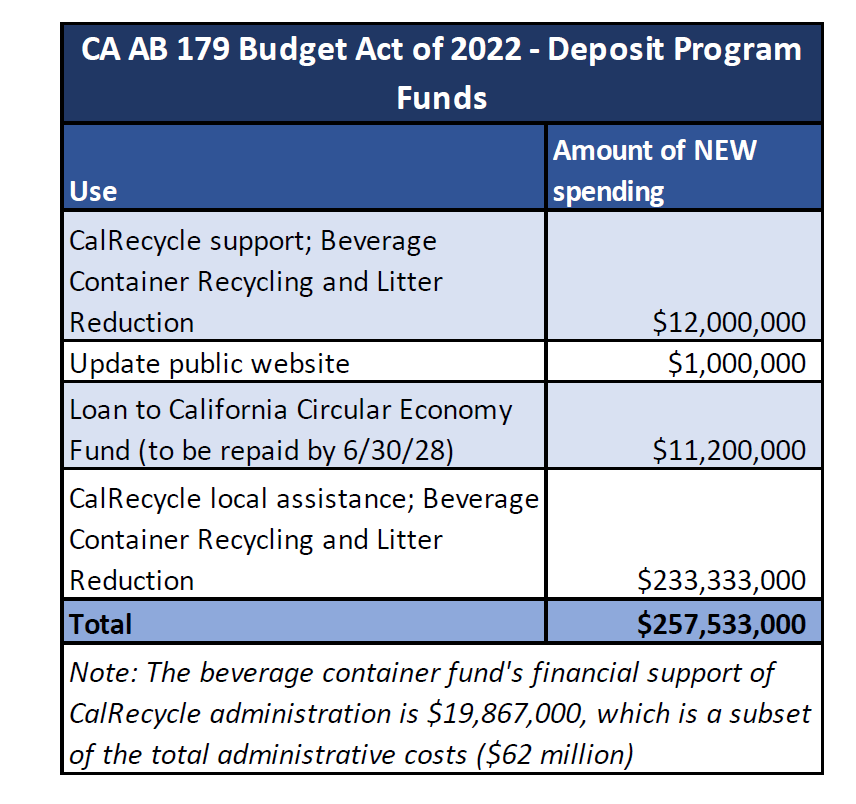 CA AB 179 Budget Act of 2022 - Deposit Program
Funds
Use
Amount of NEW
spending
CalRecycle support; Beverage
Container Recycling and Litter
Reduction
$12,000,000
Update public website
$1,000,000
Loan to California Circular Economy
Fund (to be repaid by 6/30/28)
$11,200,000
CalRecycle local assistance; Beverage
Container Recycling and Litter
Reduction
$233,333,000
Total
$257,533,000
Note: The beverage container fund's financial support of
CalRecycle administration is $19,867,000, which is a subset
of the total administrative costs ($62 million)